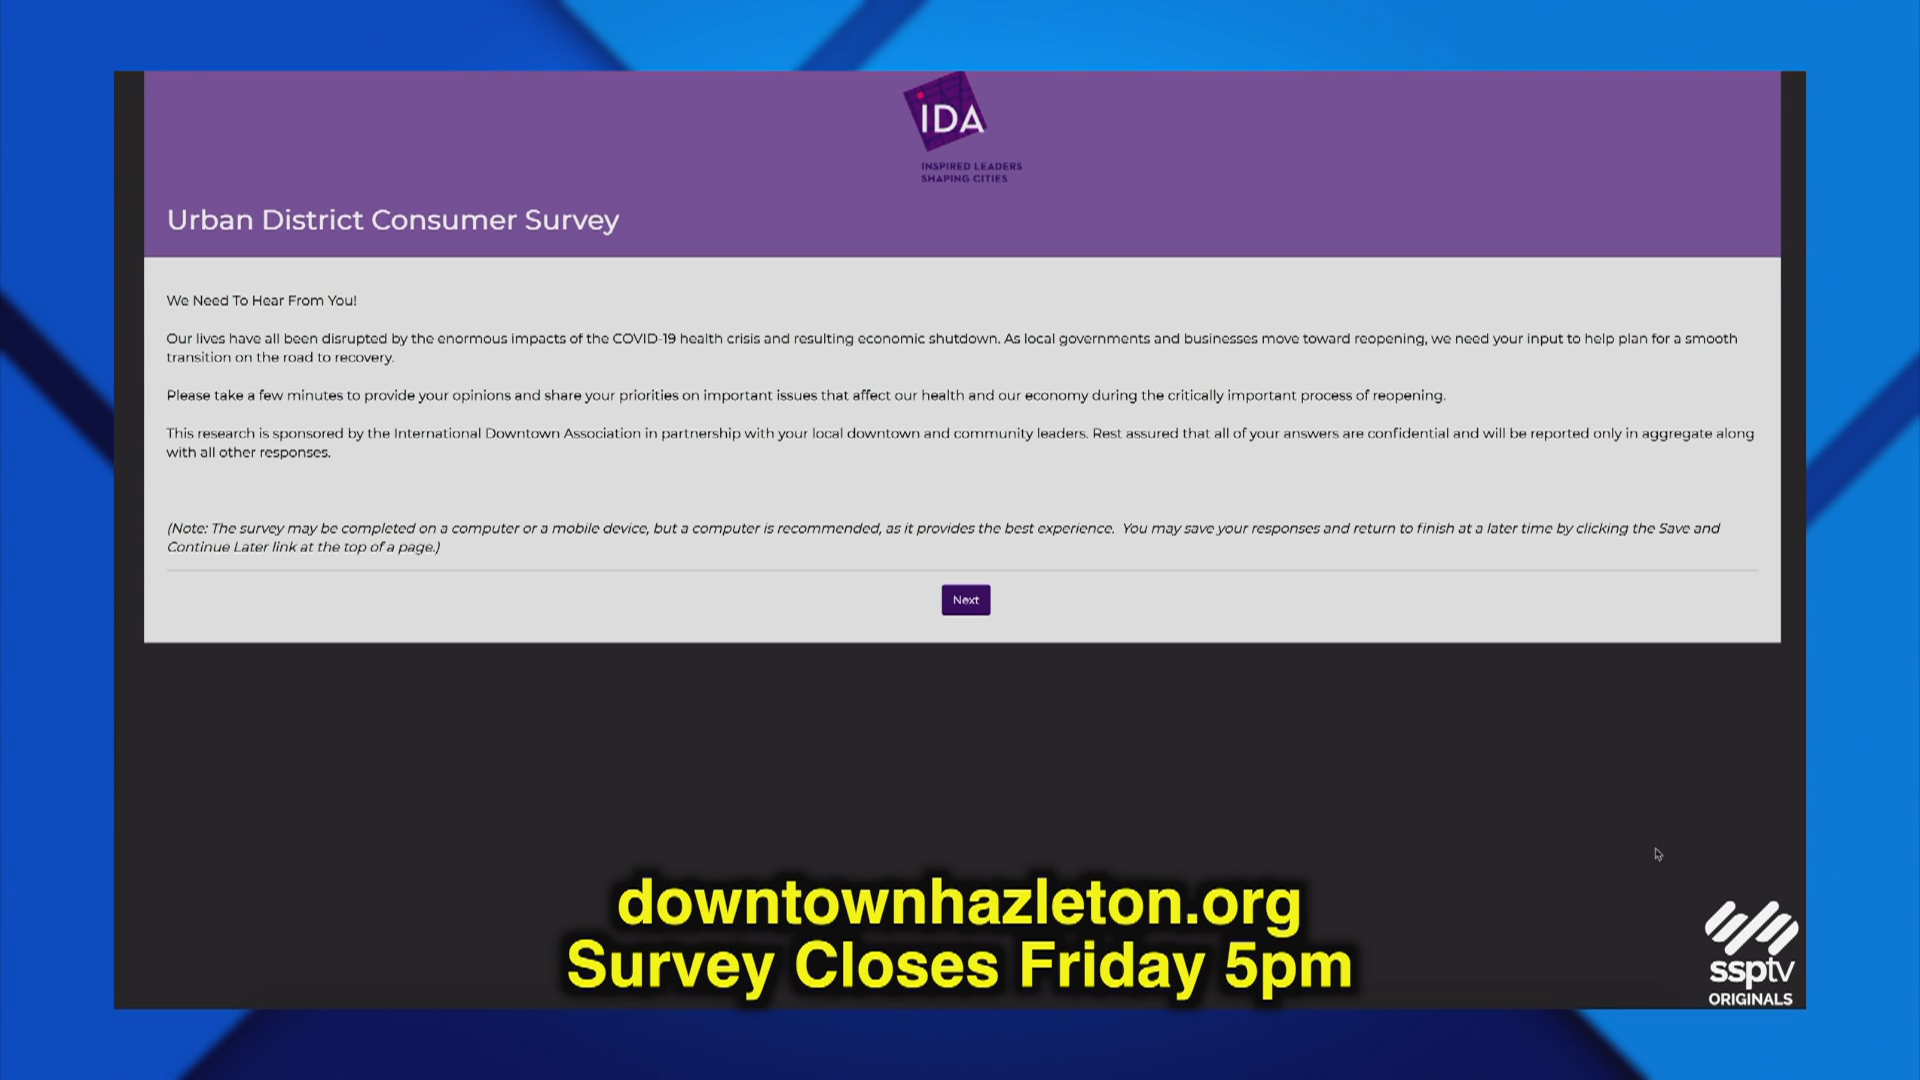 IDA
INSPIRED LEADERS
SHAPING CITIES
Urban District Consumer Survey
We Need To Hear From You!
Our lives have all been disrupted by the enormous impacts of the COVID-19 health crisis and resulting economic shutdown. As local governments and businesses move toward reopening, we need your input to help plan for a smooth
transition on the road to recovery.
Please take a few minutes to provide your opinions and share your priorities on important issues that affect our health and our economy during the critically important process of reopening.
This research is sponsored by the International Downtown Association in partnership with your local downtown and community leaders. Rest assured that all of your answers are confidential and will be reported only in aggregate along
with all other responses.
(Note: The survey may be completed on a computer or a mobile device, but a computer is recommended, as it provides the best experience. You may save your responses and return to finish at a later time by clicking the Save and
Continue Later link at the top of a page.)
Next
downtownhazleton.org
Survey Closes Friday 5pm
ssptv
ORIGINALS